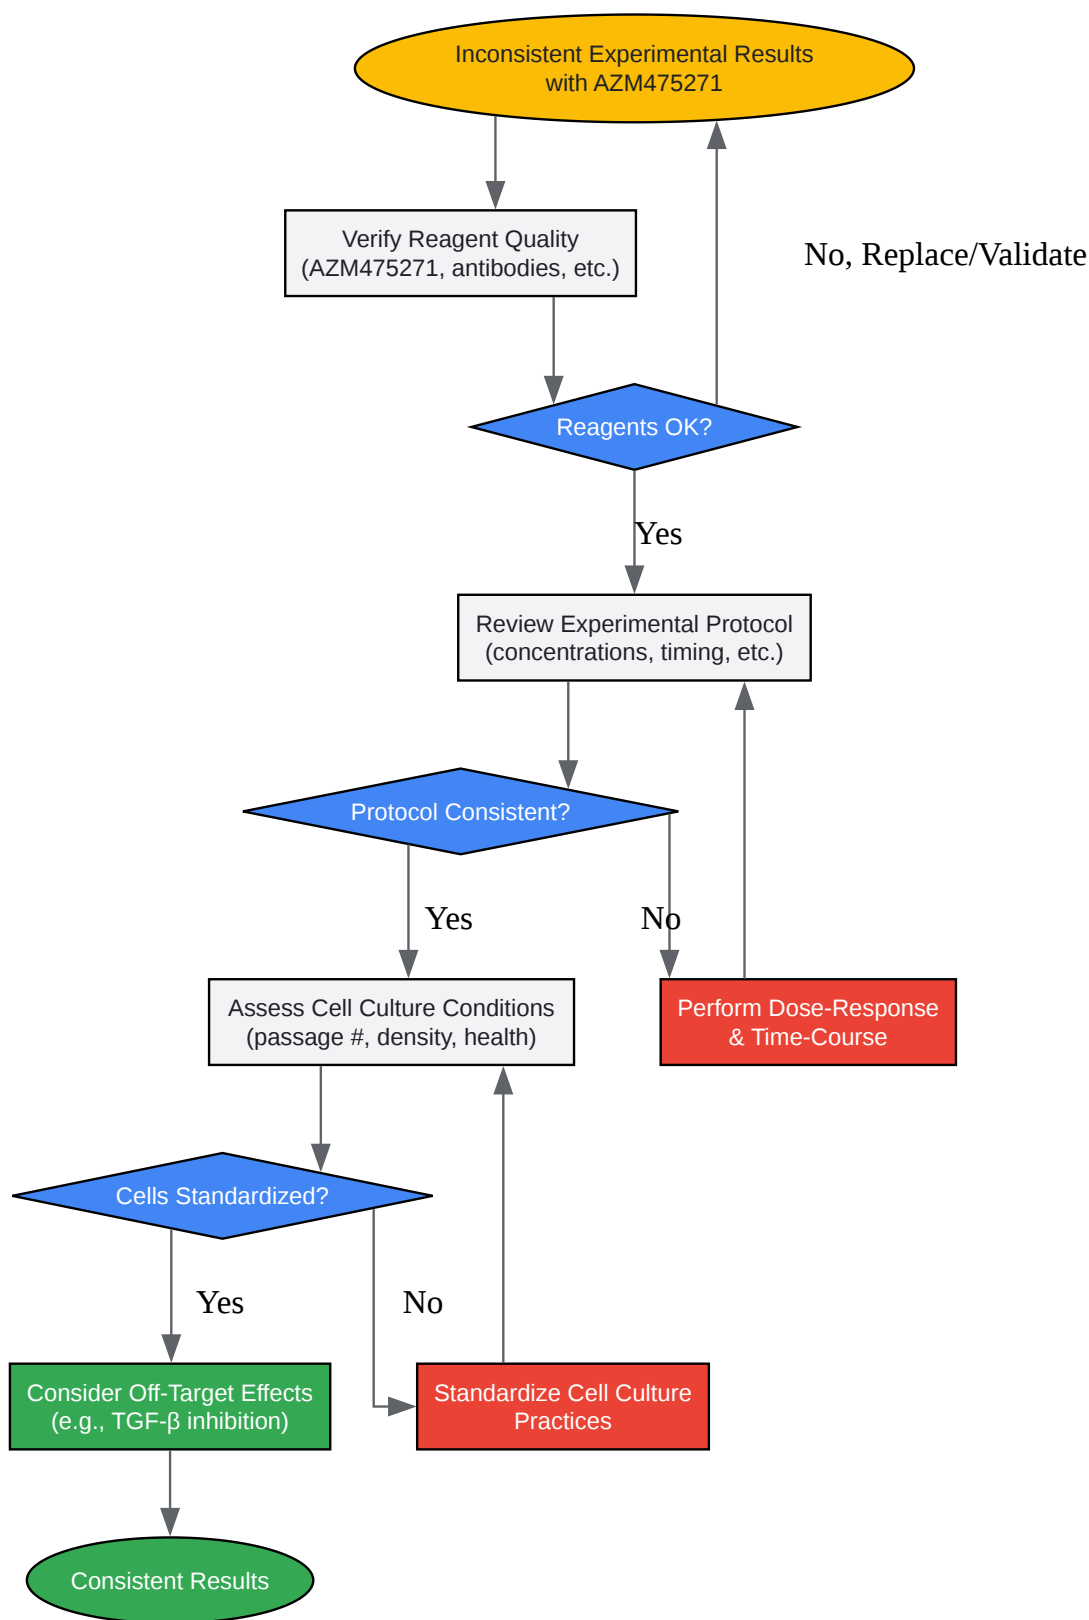 Inconsistent Experimental Results
with AZM475271
Verify Reagent Quality
(AZM475271, antibodies, etc.)
No, Replace/Validate
Reagents OK?
Yes
Review Experimental Protocol
(concentrations, timing, etc.)
Protocol Consistent?
Yes
No
Assess Cell Culture Conditions
(passage #, density, health)
Perform Dose-Response
& Time-Course
Cells Standardized?
Yes
No
Consider Off-Target Effects
(e.g., TGF-β inhibition)
Standardize Cell Culture
Practices
Consistent Results